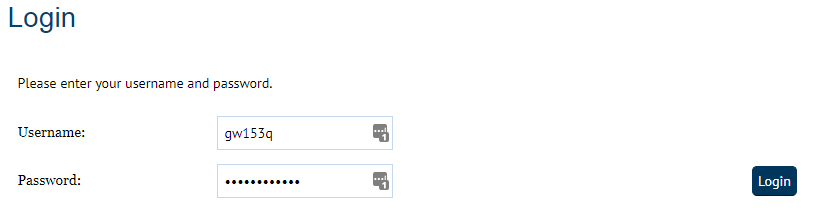 Login
Please enter your username and password.
Username: gw153q
Password: ••••••••••••
Login